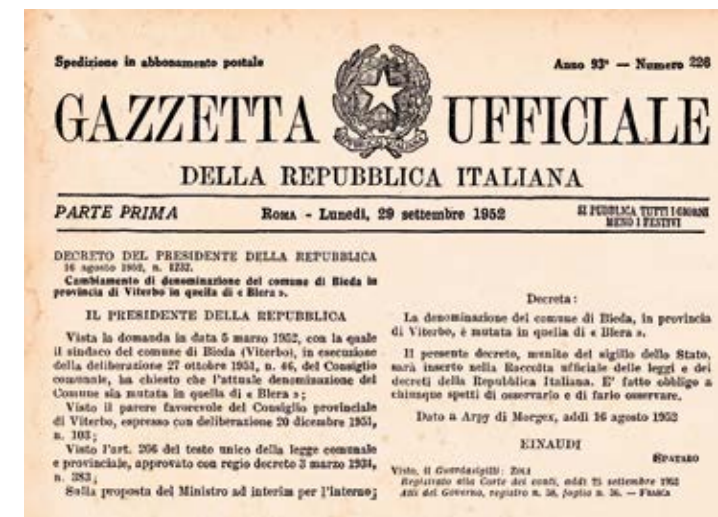 Spedizione in abbonamento postale
Anno 93° — Numero 226
GAZZETTA UFFICIALE
DELLA REPUBBLICA ITALIANA
PARTE PRIMA
Roma - Lunedì, 29 settembre 1952
SI PUBBLICA TUTTI I GIORNI
MENO I FESTIVI
DECRETO DEL PRESIDENTE DELLA REPUBBLICA
16 agosto 1952, n. 1232.
Cambiamento di denominazione del comune di Bieda in
provincia di Viterbo in quella di « Blera ».
IL PRESIDENTE DELLA REPUBBLICA
Vista la domanda in data 5 marzo 1952, con la quale
il sindaco del comune di Bieda (Viterbo), in esecuzione
della deliberazione 27 ottobre 1951, n. 46, del Consiglio
comunale, ha chiesto che l'attuale denominazione del
Comune sia mutata in quella di « Blera » ;
Visto il parere favorevole del Consiglio provinciale
di Viterbo, espresso con deliberazione 20 dicembre 1951,
n. 103 ;
Visto l'art. 266 del testo unico della legge comunale
e provinciale, approvato con regio decreto 3 marzo 1934,
n. 383 ;
Sulla proposta del Ministro ad interim per l'interno ;
Decreta :
La denominazione del comune di Bieda, in provincia
di Viterbo, è mutata in quella di « Blera ».
Il presente decreto, munito del sigillo dello Stato,
sarà inserto nella Raccolta ufficiale delle leggi e dei
decreti della Repubblica Italiana. E' fatto obbligo a
chiunque spetti di osservarlo e di farlo osservare.
Dato a Arpy di Morgex, addì 16 agosto 1952
EINAUDI
Spataro
Visto, il Guardasigilli: Zoli
Registrato alla Corte dei conti, addì 25 settembre 1952
Atti del Governo, registro n. 58, foglio n. 36. — Frasca